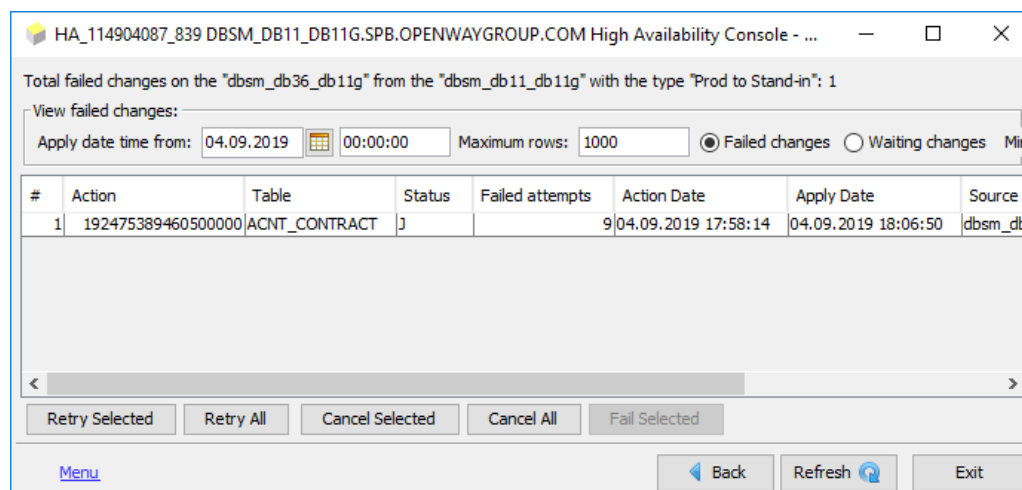 HA_114904087_839 DBSM_DB11_DB11G.SPB.OPENWAYGROUP.COM High Availability Console - ...
Total failed changes on the "dbsm_db36_db11g" from the "dbsm_db11_db11g" with the type "Prod to Stand-in": 1
View failed changes:
Apply date time from: 04.09.2019 00:00:00 Maximum rows: 1000 Failed changes Waiting changes
# Action Table Status Failed attempts Action Date Apply Date Source
1 192475389460500000 ACNT_CONTRACT J 9 04.09.2019 17:58:14 04.09.2019 18:06:50 dbsm_db
Retry Selected Retry All Cancel Selected Cancel All Fail Selected
Menu Back Refresh Exit